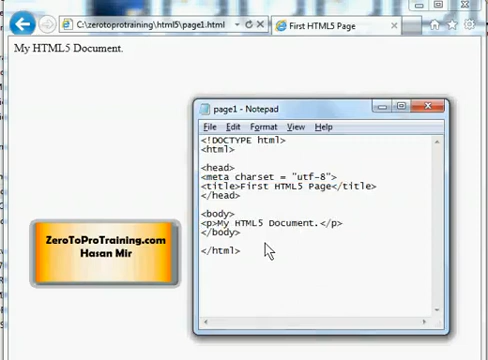 C:\zerotoprotraining\html5\page1.html
First HTML5 Page
My HTML5 Document.
page1 - Notepad
File Edit Format View Help
<!DOCTYPE html>
<html>
<head>
<meta charset = "utf-8">
<title>First HTML5 Page</title>
</head>
<body>
<p>My HTML5 Document.</p>
</body>
</html>
ZeroToProTraining.com
Hasan Mir